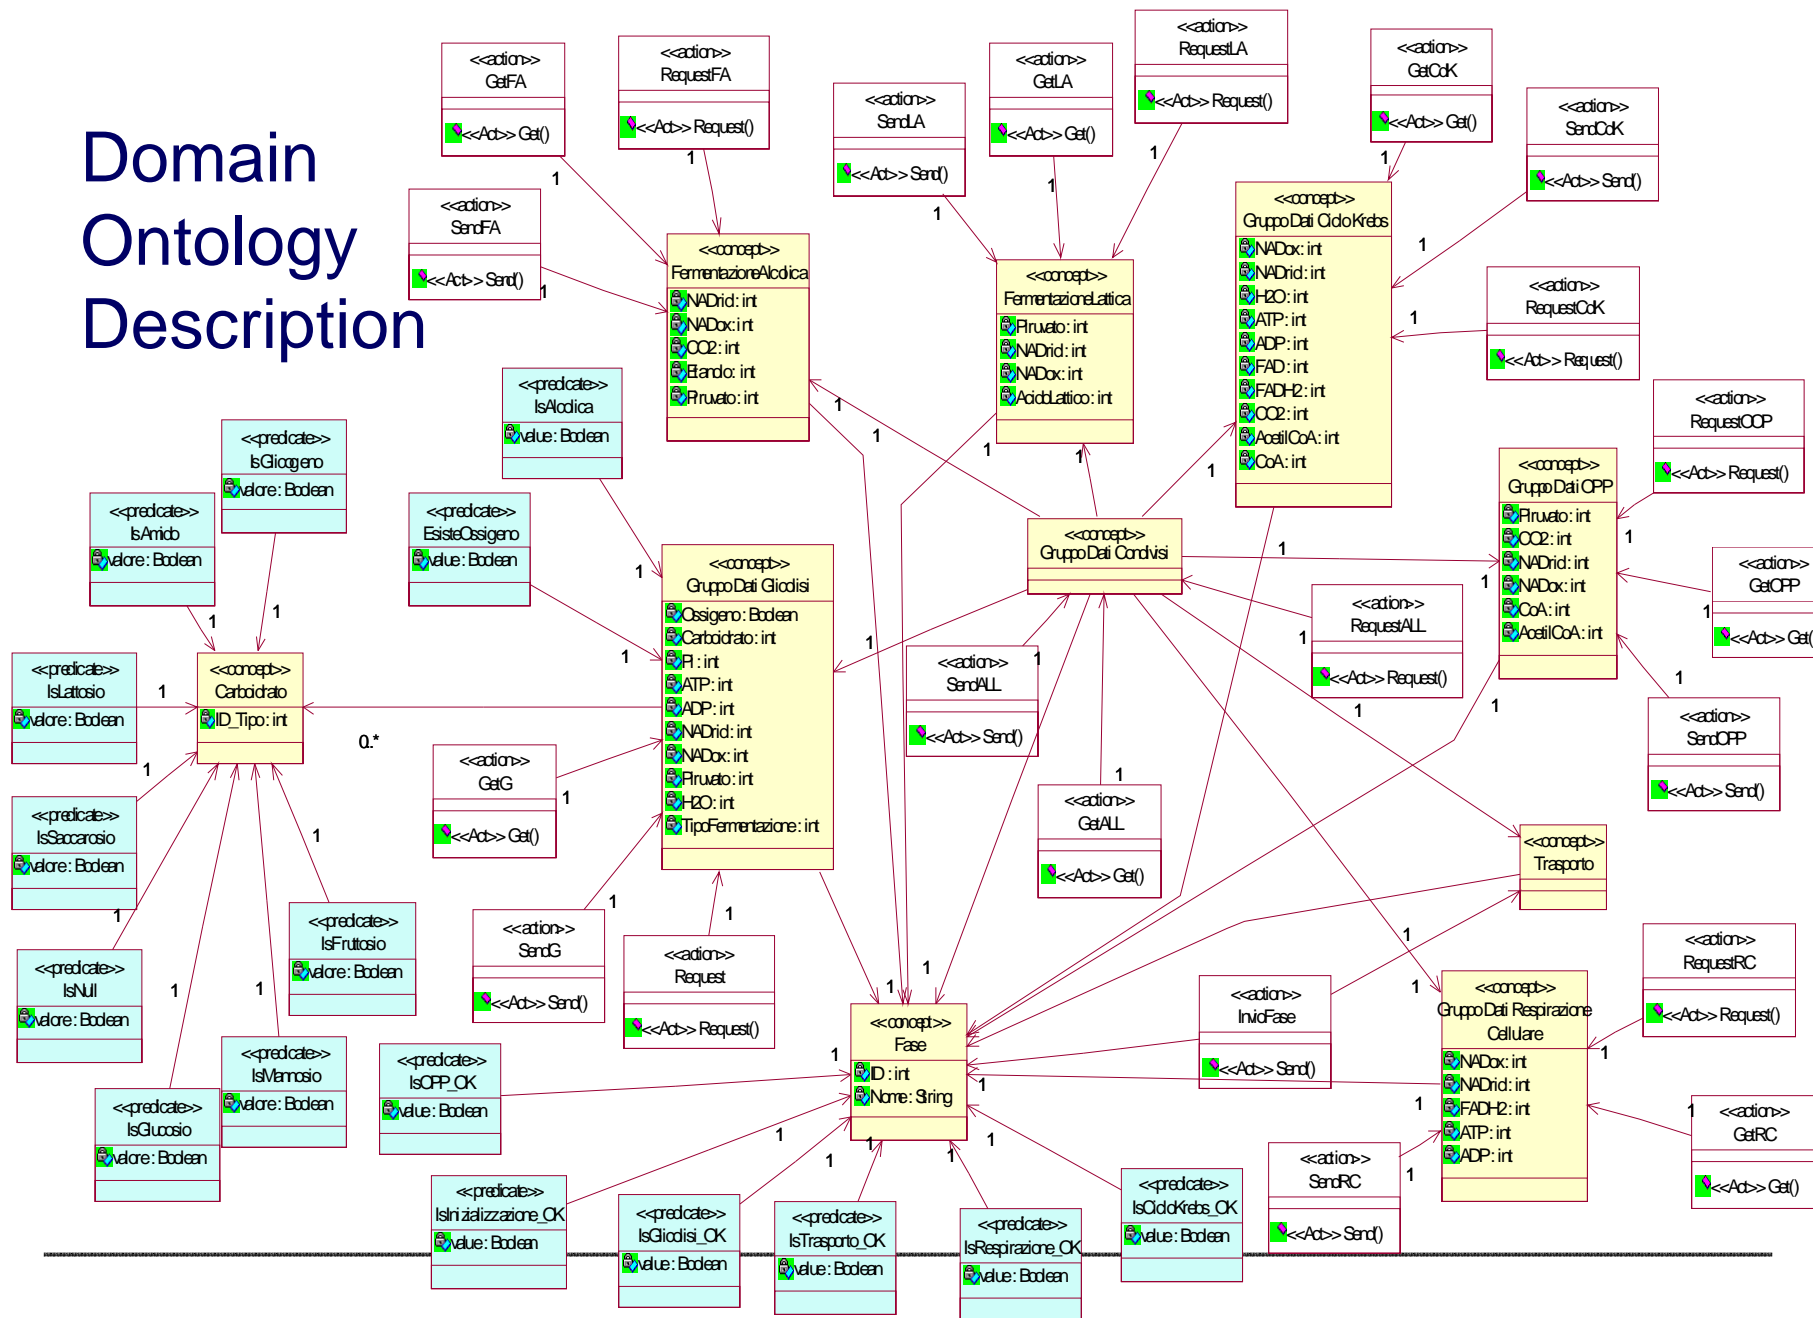 Domain
Ontology
Description
<<action>>
GetFA
<<Act>> Get()
<<action>>
RequestFA
<<Act>> Request()
<<action>>
SendFA
<<Act>> Send()
<<action>>
SendLA
<<Act>> Send()
<<action>>
GetLA
<<Act>> Get()
<<action>>
RequestLA
<<Act>> Request()
<<action>>
GetCdK
<<Act>> Get()
<<action>>
SendCdK
<<Act>> Send()
<<action>>
RequestCdK
<<Act>> Request()
<<concept>>
FermentazioneAlcolica
NADrid : int
NADox : int
CO2 : int
Etanolo : int
Piruvato : int
<<concept>>
FermentazioneLattica
Piruvato : int
NADrid : int
NADox : int
AcidoLattico : int
<<concept>>
Gruppo Dati CicloKrebs
NADox : int
NADrid : int
H2O : int
ATP : int
ADP : int
FAD : int
FADH2 : int
CO2 : int
AcetilCoA : int
CoA : int
<<action>>
RequestOOP
<<Act>> Request()
<<concept>>
Gruppo Dati OPP
Piruvato : int
CO2 : int
NADrid : int
NADox : int
CoA : int
AcetilCoA : int
<<action>>
GetOPP
<<Act>> Get()
<<action>>
SendOPP
<<Act>> Send()
<<predicate>>
IsAlcolica
value : Boolean
<<predicate>>
IsGlicogeno
valore : Boolean
<<predicate>>
IsAmido
valore : Boolean
<<predicate>>
EsisteOssigeno
value : Boolean
<<concept>>
Gruppo Dati Glicolisi
Ossigeno : Boolean
Carboidrato : int
Pi : int
ATP : int
ADP : int
NADrid : int
NADox : int
Piruvato : int
H2O : int
TipoFermentazione : int
<<concept>>
Gruppo Dati Condivisi
<<action>>
RequestALL
<<Act>> Request()
<<action>>
SendALL
<<Act>> Send()
<<action>>
GetALL
<<Act>> Get()
<<predicate>>
IsLattosio
valore : Boolean
<<concept>>
Carboidrato
ID_Tipo : int
0..*
<<predicate>>
IsSaccarosio
valore : Boolean
<<action>>
GetG
<<Act>> Get()
<<action>>
SendG
<<Act>> Send()
<<action>>
Request
<<Act>> Request()
<<concept>>
Trasporto
<<predicate>>
IsNull
valore : Boolean
<<predicate>>
IsFruttosio
valore : Boolean
<<predicate>>
IsMannosio
valore : Boolean
<<predicate>>
IsGlucosio
valore : Boolean
<<predicate>>
IsOPP_OK
value : Boolean
<<concept>>
Fase
ID : int
Nome : String
<<action>>
InvioFase
<<Act>> Send()
<<concept>>
Gruppo Dati Respirazione
Cellulare
NADox : int
NADrid : int
FADH2 : int
ATP : int
ADP : int
<<action>>
RequestRC
<<Act>> Request()
<<action>>
GetRC
<<Act>> Get()
<<action>>
SendRC
<<Act>> Send()
<<predicate>>
IsInizializzazione_OK
value : Boolean
<<predicate>>
IsGlicolisi_OK
value : Boolean
<<predicate>>
IsTrasporto_OK
value : Boolean
<<predicate>>
IsRespirazione_OK
value : Boolean
<<predicate>>
IsCicloKrebs_OK
value : Boolean